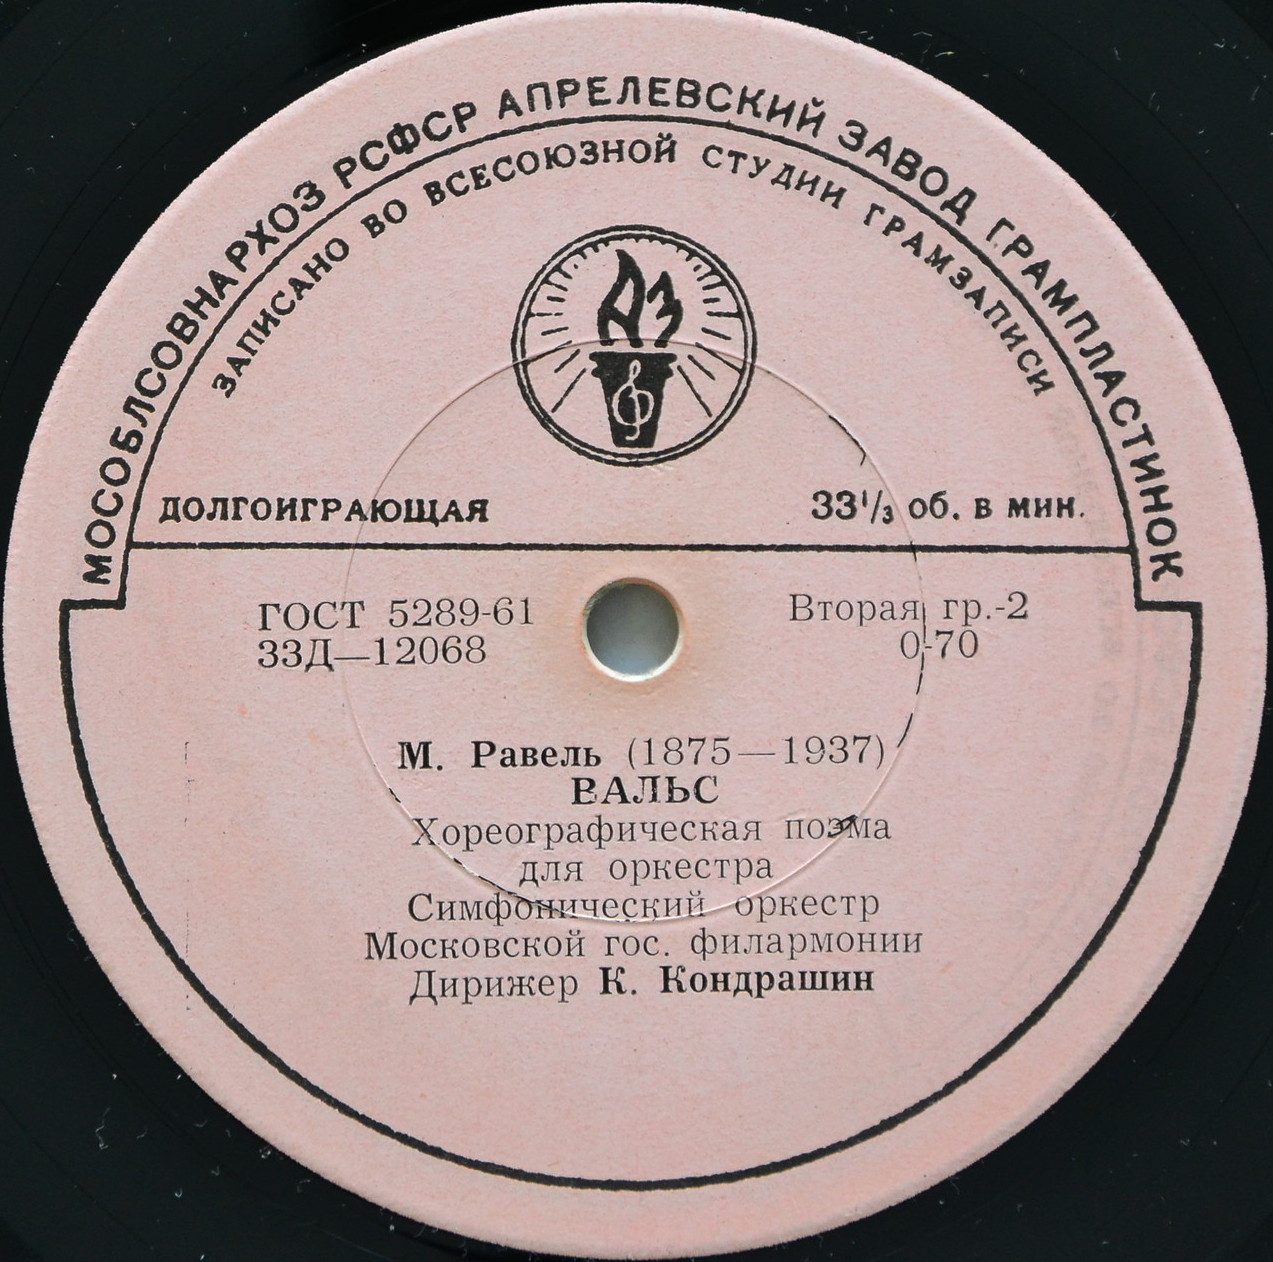 МОСОБЛСОВНАРХОЗ РСФСР АПРЕЛЕВСКИЙ ЗАВОД ГРАМПЛАСТИНОК
ЗАПИСАНО ВО ВСЕСОЮЗНОЙ СТУДИИ ГРАМЗАПИСИ
АЗ
ДОЛГОИГРАЮЩАЯ 33 1/3 об. в мин.
ГОСТ 5289-61 Вторая гр.-2
33Д—12068 0-70
М. Равель (1875—1937)
ВАЛЬС
Хореографическая поэма
для оркестра
Симфонический оркестр
Московской гос. филармонии
Дирижер К. Кондрашин